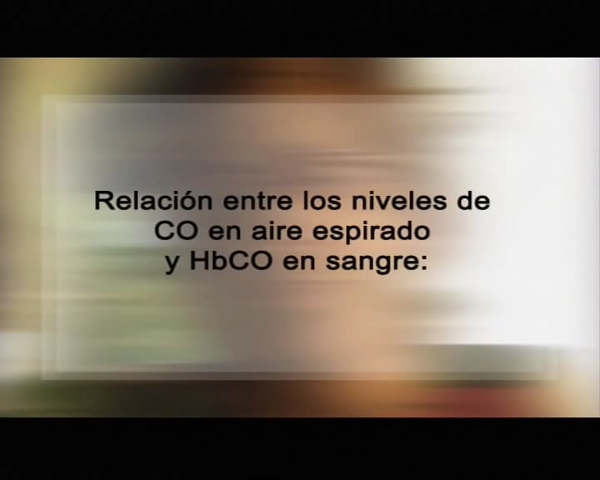 Relación entre los niveles de
CO en aire espirado
y HbCO en sangre: